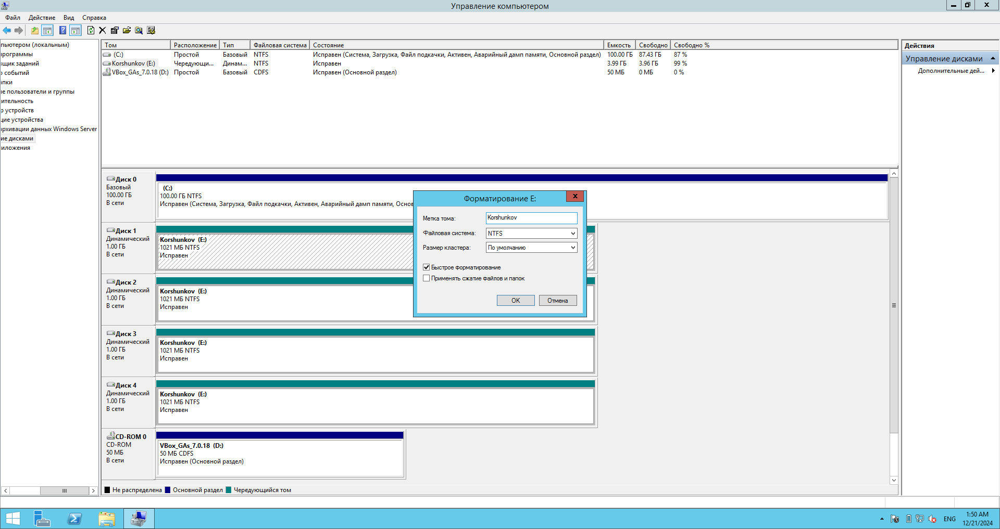 Управление компьютером
Файл Действие Вид Справка
пьютером (локальным)
программы
щик заданий
событий
пки
е пользователи и группы
ительность
р устройств
щие устройства
архивации данных Windows Server
ие дисками
иложения
Том Расположение Тип Файловая система Состояние Емкость Свободно Свободно %
(C:) Простой Базовый NTFS Исправен (Система, Загрузка, Файл подкачки, Активен, Аварийный дамп памяти, Основной раздел) 100.00 ГБ 87.43 ГБ 87 %
Korshunkov (E:) Чередующи... Динам... NTFS Исправен 3.99 ГБ 3.96 ГБ 99 %
VBox_GAs_7.0.18 (D:) Простой Базовый CDFS Исправен (Основной раздел) 50 МБ 0 МБ 0 %
Действия
Управление дисками
Дополнительные дей...
Диск 0
Базовый
100.00 ГБ
В сети
(C:)
100.00 ГБ NTFS
Исправен (Система, Загрузка, Файл подкачки, Активен, Аварийный дамп памяти, Основ
Диск 1
Динамический
1.00 ГБ
В сети
Korshunkov (E:)
1021 МБ NTFS
Исправен
Диск 2
Динамический
1.00 ГБ
В сети
Korshunkov (E:)
1021 МБ NTFS
Исправен
Диск 3
Динамический
1.00 ГБ
В сети
Korshunkov (E:)
1021 МБ NTFS
Исправен
Диск 4
Динамический
1.00 ГБ
В сети
Korshunkov (E:)
1021 МБ NTFS
Исправен
CD-ROM 0
CD-ROM
50 МБ
В сети
VBox_GAs_7.0.18 (D:)
50 МБ CDFS
Исправен (Основной раздел)
Не распределена Основной раздел Чередующийся том
Форматирование E:
Метка тома: Korshunkov
Файловая система: NTFS
Размер кластера: По умолчанию
Быстрое форматирование
Применять сжатие файлов и папок
OK Отмена
ENG
1:50 AM
12/21/2024